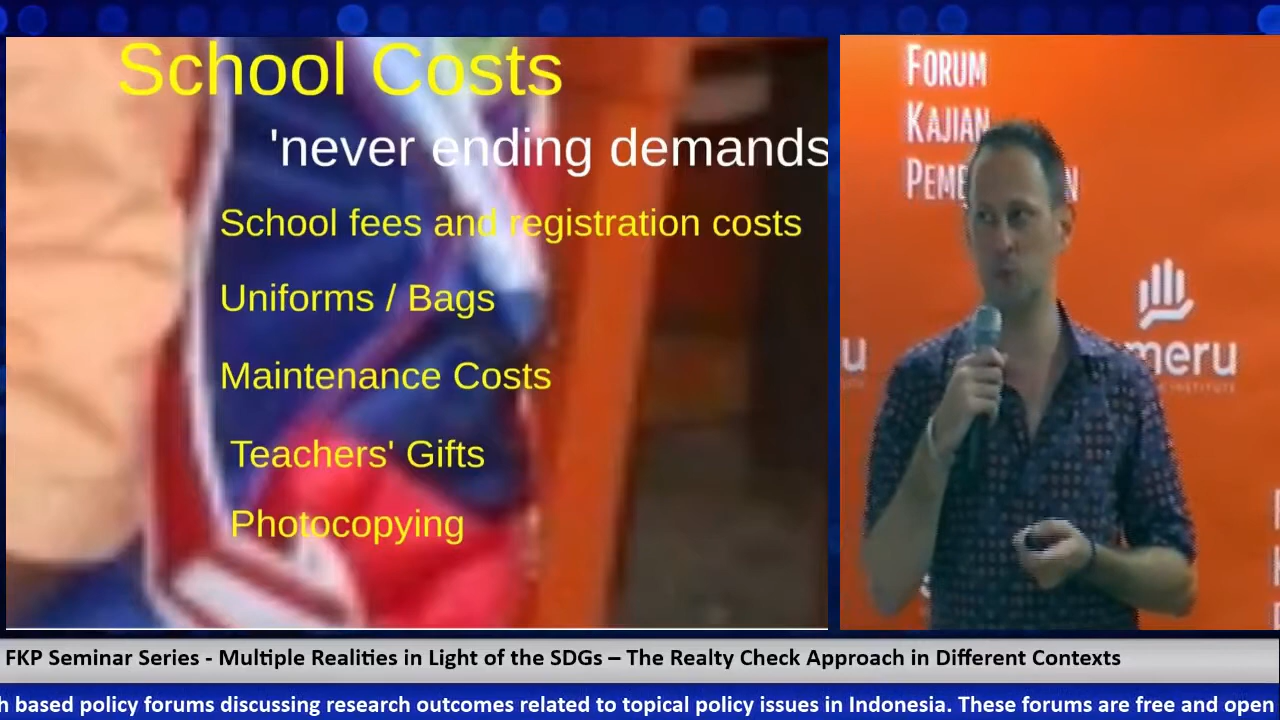 School Costs
'never ending demands
School fees and registration costs
Uniforms / Bags
Maintenance Costs
Teachers' Gifts
Photocopying
FORUM
KAJIAN
meru
FKP Seminar Series - Multiple Realities in Light of the SDGs – The Realty Check Approach in Different Contexts
based policy forums discussing research outcomes related to topical policy issues in Indonesia. These forums are free and open